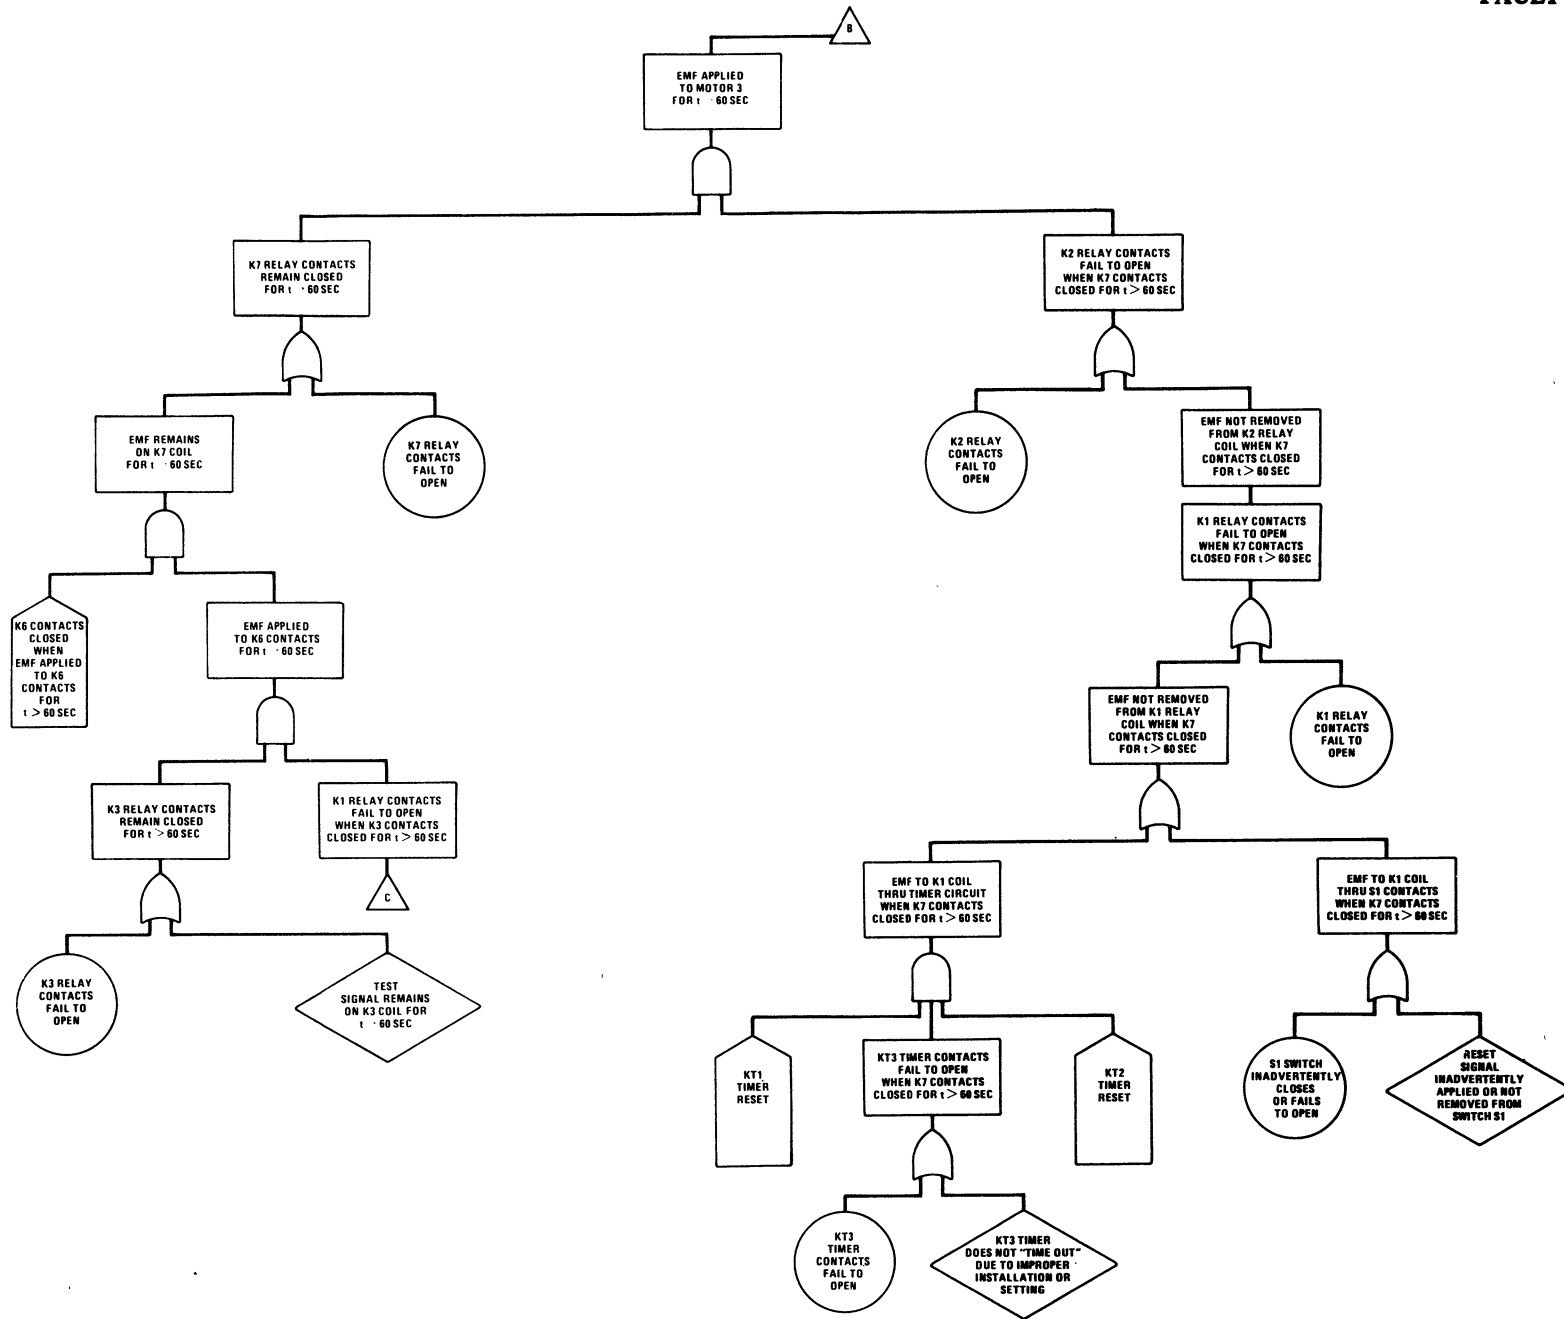 B
EMF APPLIED
TO MOTOR 3
FOR t · 60 SEC
K7 RELAY CONTACTS
REMAIN CLOSED
FOR t · 60 SEC
K2 RELAY CONTACTS
FAIL TO OPEN
WHEN K7 CONTACTS
CLOSED FOR t > 60 SEC
EMF REMAINS
ON K7 COIL
FOR t · 60 SEC
K7 RELAY
CONTACTS
FAIL TO
OPEN
K2 RELAY
CONTACTS
FAIL TO
OPEN
EMF NOT REMOVED
FROM K2 RELAY
COIL WHEN K7
CONTACTS CLOSED
FOR t > 60 SEC
K1 RELAY CONTACTS
FAIL TO OPEN
WHEN K7 CONTACTS
CLOSED FOR t > 60 SEC
K6 CONTACTS
CLOSED
WHEN
EMF APPLIED
TO K6
CONTACTS
FOR
t > 60 SEC
EMF APPLIED
TO K6 CONTACTS
FOR t · 60 SEC
EMF NOT REMOVED
FROM K1 RELAY
COIL WHEN K7
CONTACTS CLOSED
FOR t > 60 SEC
K1 RELAY
CONTACTS
FAIL TO
OPEN
K3 RELAY CONTACTS
REMAIN CLOSED
FOR t > 60 SEC
K1 RELAY CONTACTS
FAIL TO OPEN
WHEN K3 CONTACTS
CLOSED FOR t > 60 SEC
C
EMF TO K1 COIL
THRU TIMER CIRCUIT
WHEN K7 CONTACTS
CLOSED FOR t > 60 SEC
EMF TO K1 COIL
THRU S1 CONTACTS
WHEN K7 CONTACTS
CLOSED FOR t > 60 SEC
K3 RELAY
CONTACTS
FAIL TO
OPEN
TEST
SIGNAL REMAINS
ON K3 COIL FOR
t · 60 SEC
KT1
TIMER
RESET
KT3 TIMER CONTACTS
FAIL TO OPEN
WHEN K7 CONTACTS
CLOSED FOR t > 60 SEC
KT2
TIMER
RESET
S1 SWITCH
INADVERTENTLY
CLOSES
OR FAILS
TO OPEN
RESET
SIGNAL
INADVERTENTLY
APPLIED OR NOT
REMOVED FROM
SWITCH S1
KT3
TIMER
CONTACTS
FAIL TO
OPEN
KT3 TIMER
DOES NOT "TIME OUT"
DUE TO IMPROPER
INSTALLATION OR
SETTING